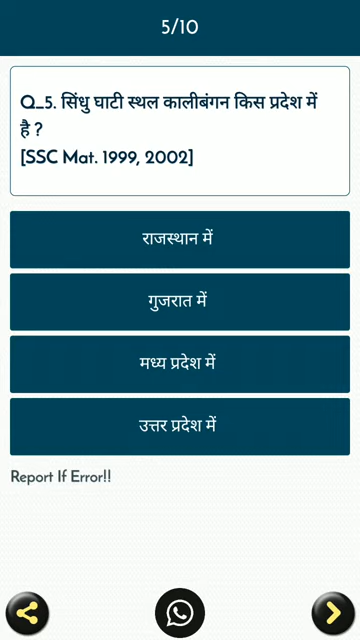 5/10
Q_5. सिंधु घाटी स्थल कालीबंगन किस प्रदेश में
है ?
[SSC Mat. 1999, 2002]
राजस्थान में
गुजरात में
मध्य प्रदेश में
उत्तर प्रदेश में
Report If Error!!